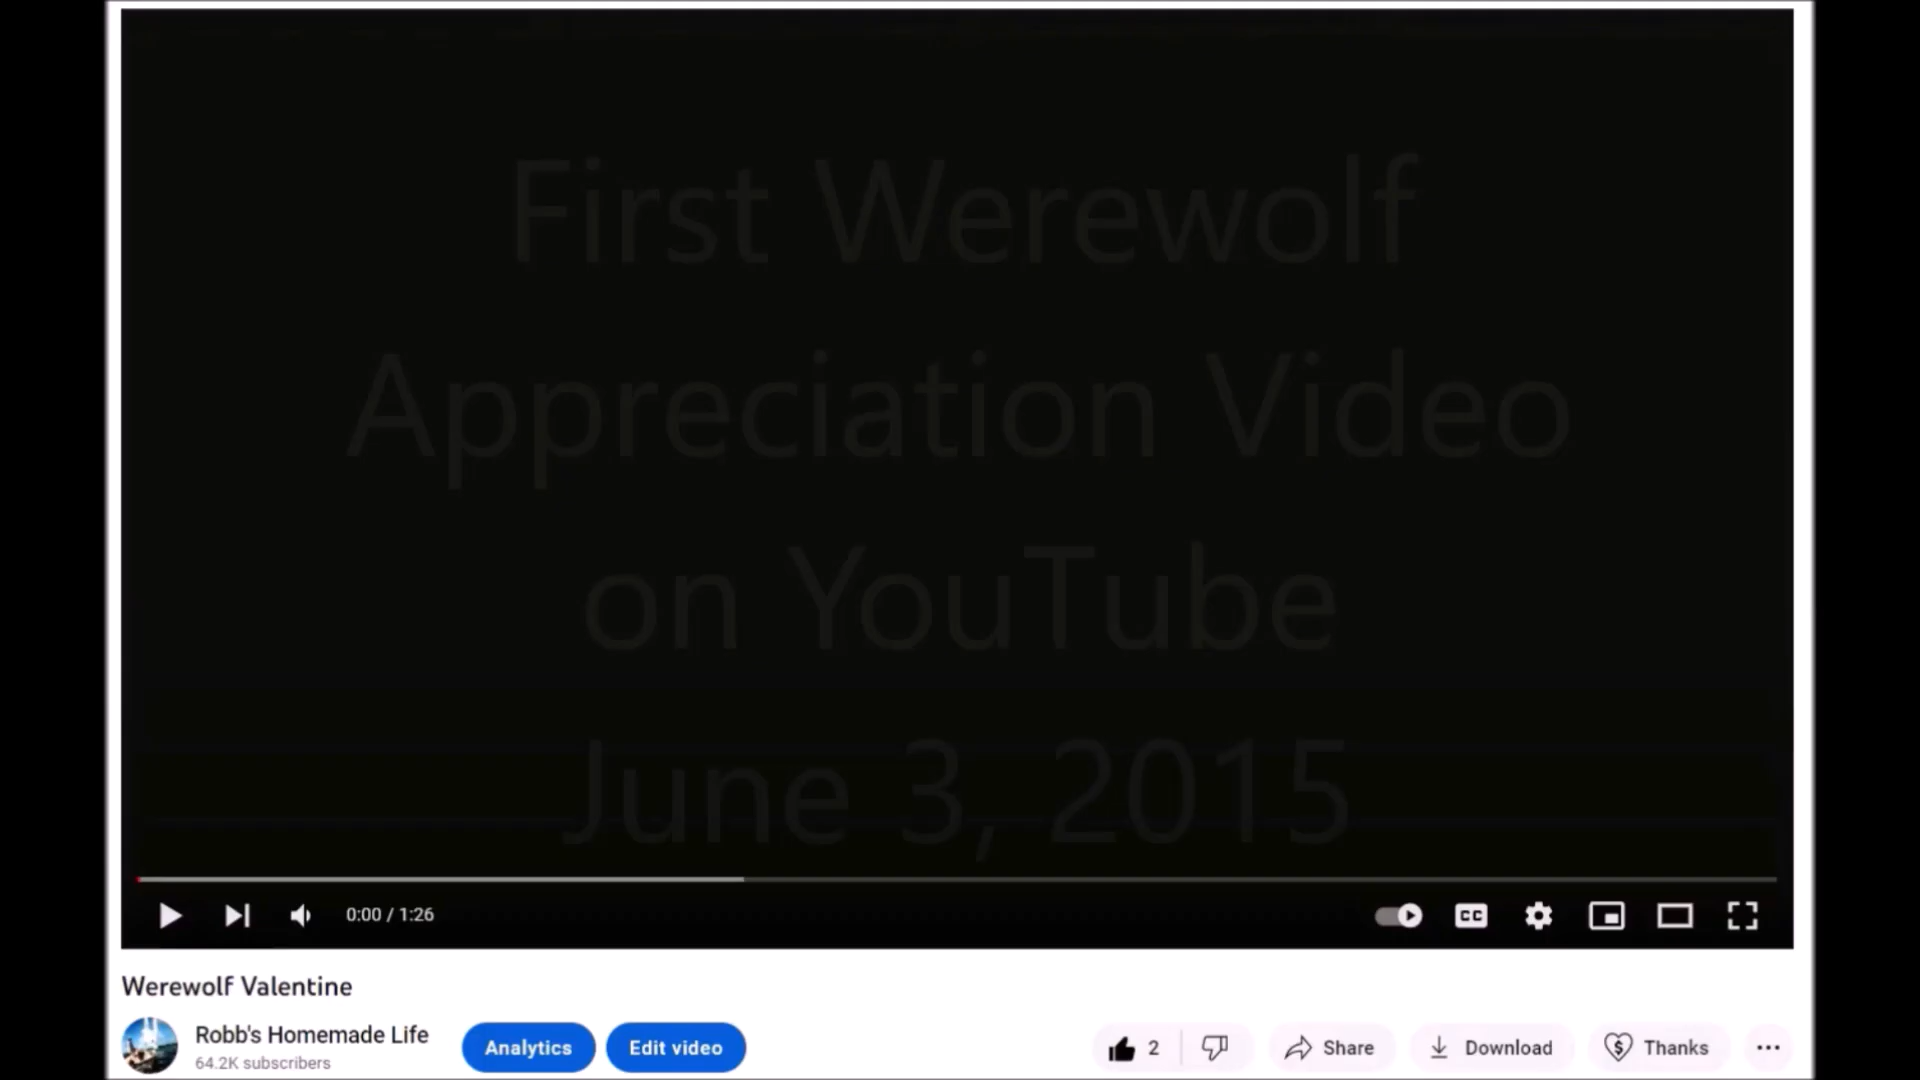 First Werewolf
Appreciation Video
on YouTube
June 3, 2015
0:00 / 1:26
CC
Werewolf Valentine
Robb's Homemade Life
64.2K subscribers
Analytics
Edit video
2
Share
Download
Thanks